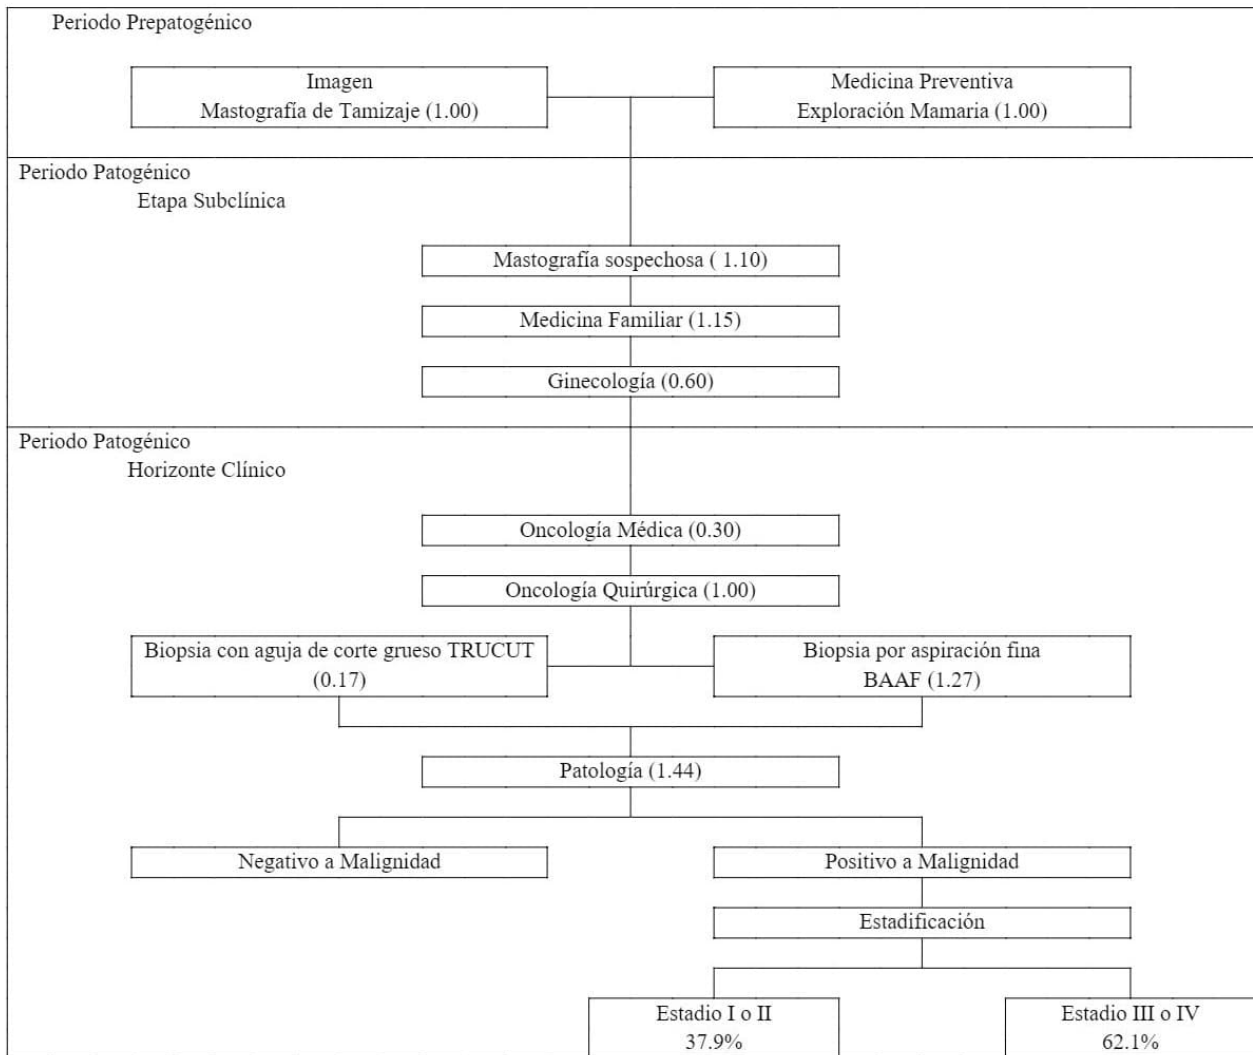 Periodo Prepatogénico
Imagen
Mastografía de Tamizaje (1.00)
Medicina Preventiva
Exploración Mamaria (1.00)
Periodo Patogénico
Etapa Subclínica
Mastografía sospechosa ( 1.10)
Medicina Familiar (1.15)
Ginecología (0.60)
Periodo Patogénico
Horizonte Clínico
Oncología Médica (0.30)
Oncología Quirúrgica (1.00)
Biopsia con aguja de corte grueso TRUCUT
(0.17)
Biopsia por aspiración fina
BAAF (1.27)
Patología (1.44)
Negativo a Malignidad
Positivo a Malignidad
Estadificación
Estadio I o II
37.9%
Estadio III o IV
62.1%